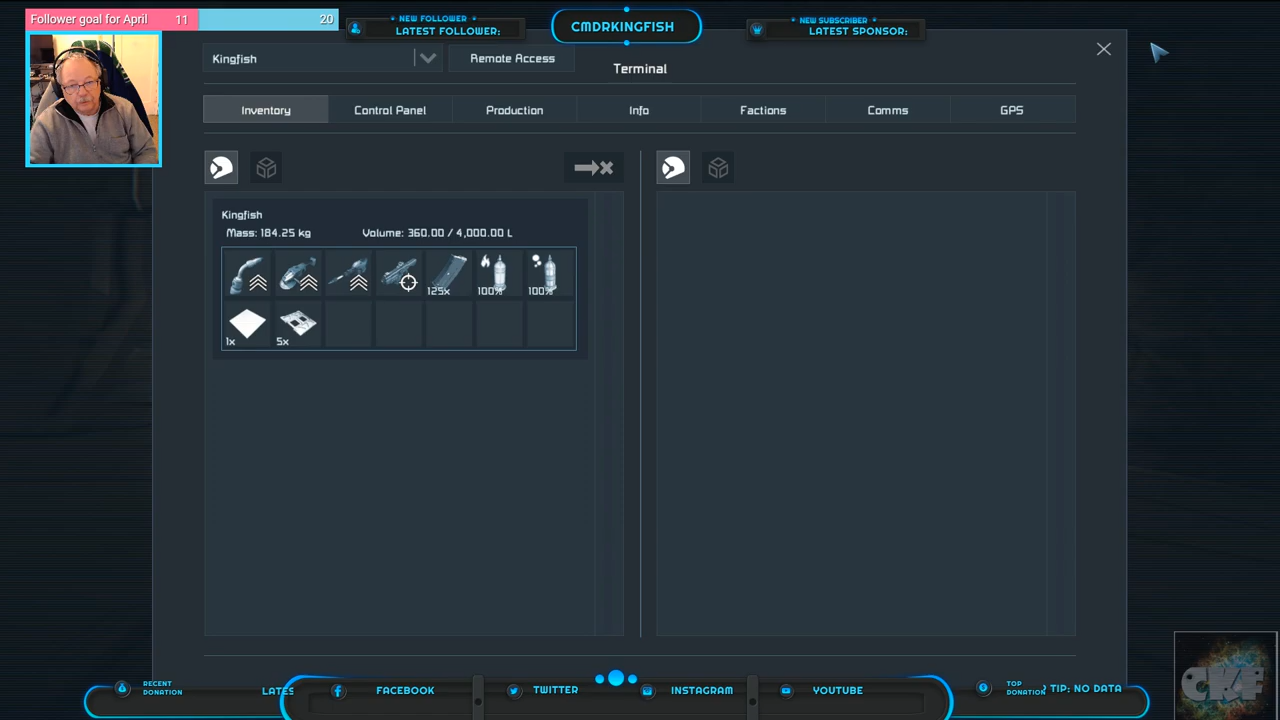 Follower goal for April 11 20
NEW FOLLOWER
LATEST FOLLOWER:
CMDRKINGFISH
NEW SUBSCRIBER
LATEST SPONSOR:
Kingfish
Remote Access
Terminal
Inventory
Control Panel
Production
Info
Factions
Comms
GPS
Kingfish
Mass: 184.25 kg Volume: 360.00 / 4,000.00 L
125x
100%
100%
1x
5x
RECENT
DONATION
LATES
FACEBOOK
TWITTER
INSTAGRAM
YOUTUBE
TOP
DONATION
TIP: NO DATA
CKF